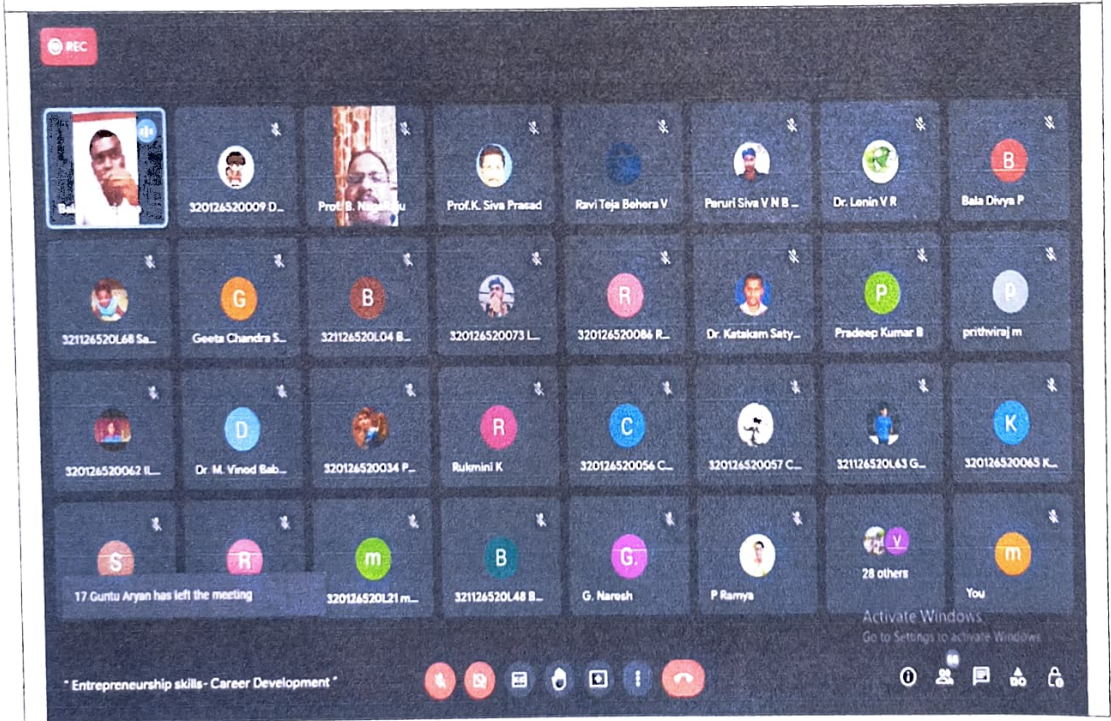 REC
320126520009 D...
Prof. B. Nagaraju
Prof.K. Siva Prasad
Ravi Teja Behera V
Peruri Siva V N B ...
Dr. Lenin V R
B
Bala Divya P
321126520L68 Sa...
G
Geeta Chandra S...
B
321126520L04 B...
320126520073 L...
R
320126520086 R...
Dr. Katakam Saty...
P
Pradeep Kumar B
P
prithviraj m
320126520062 IL...
D
Dr M. Vinod Bab...
320126520034 P...
R
Rukmini K
C
320126520056 C...
320126520057 C...
321126520L63 G...
K
320126520065 K...
S
R
17 Guntu Aryan has left the meeting
m
320126520L21 m...
B
321126520L48 B...
G.
G. Naresh
P Ramya
V
28 others
m
You
Activate Windows
Go to Settings to activate Windows.
" Entrepreneurship skills- Career Development "